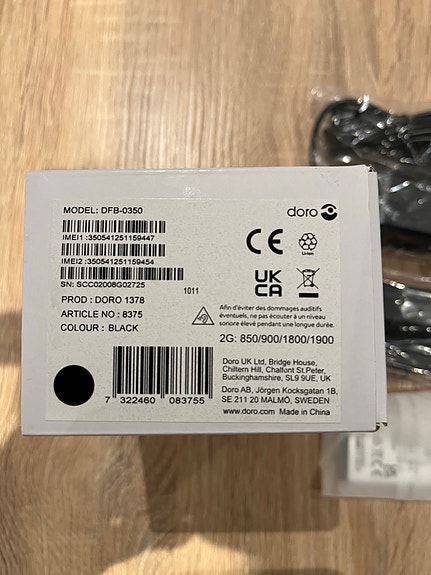 MODEL: DFB-0350
doro
IMEI1 :350541251159447
IMEI2 :350541251159454
SN: SCC02008G02725
1011
PROD : DORO 1378
ARTICLE NO : 8375
COLOUR : BLACK
CE
Li-ion
UK
CA
Afin d'éviter des dommages auditifs
éventuels, ne pas écouter à un niveau
sonore élevé pendant une longue durée.
2G: 850/900/1800/1900
7 322460 083755
Doro UK Ltd, Bridge House,
Chiltern Hill, Chalfont St.Peter,
Buckinghamshire, SL9 9UE, UK
Doro AB, Jörgen Kocksgatan 1B,
SE 211 20 MALMÖ, SWEDEN
www.doro.com Made in China